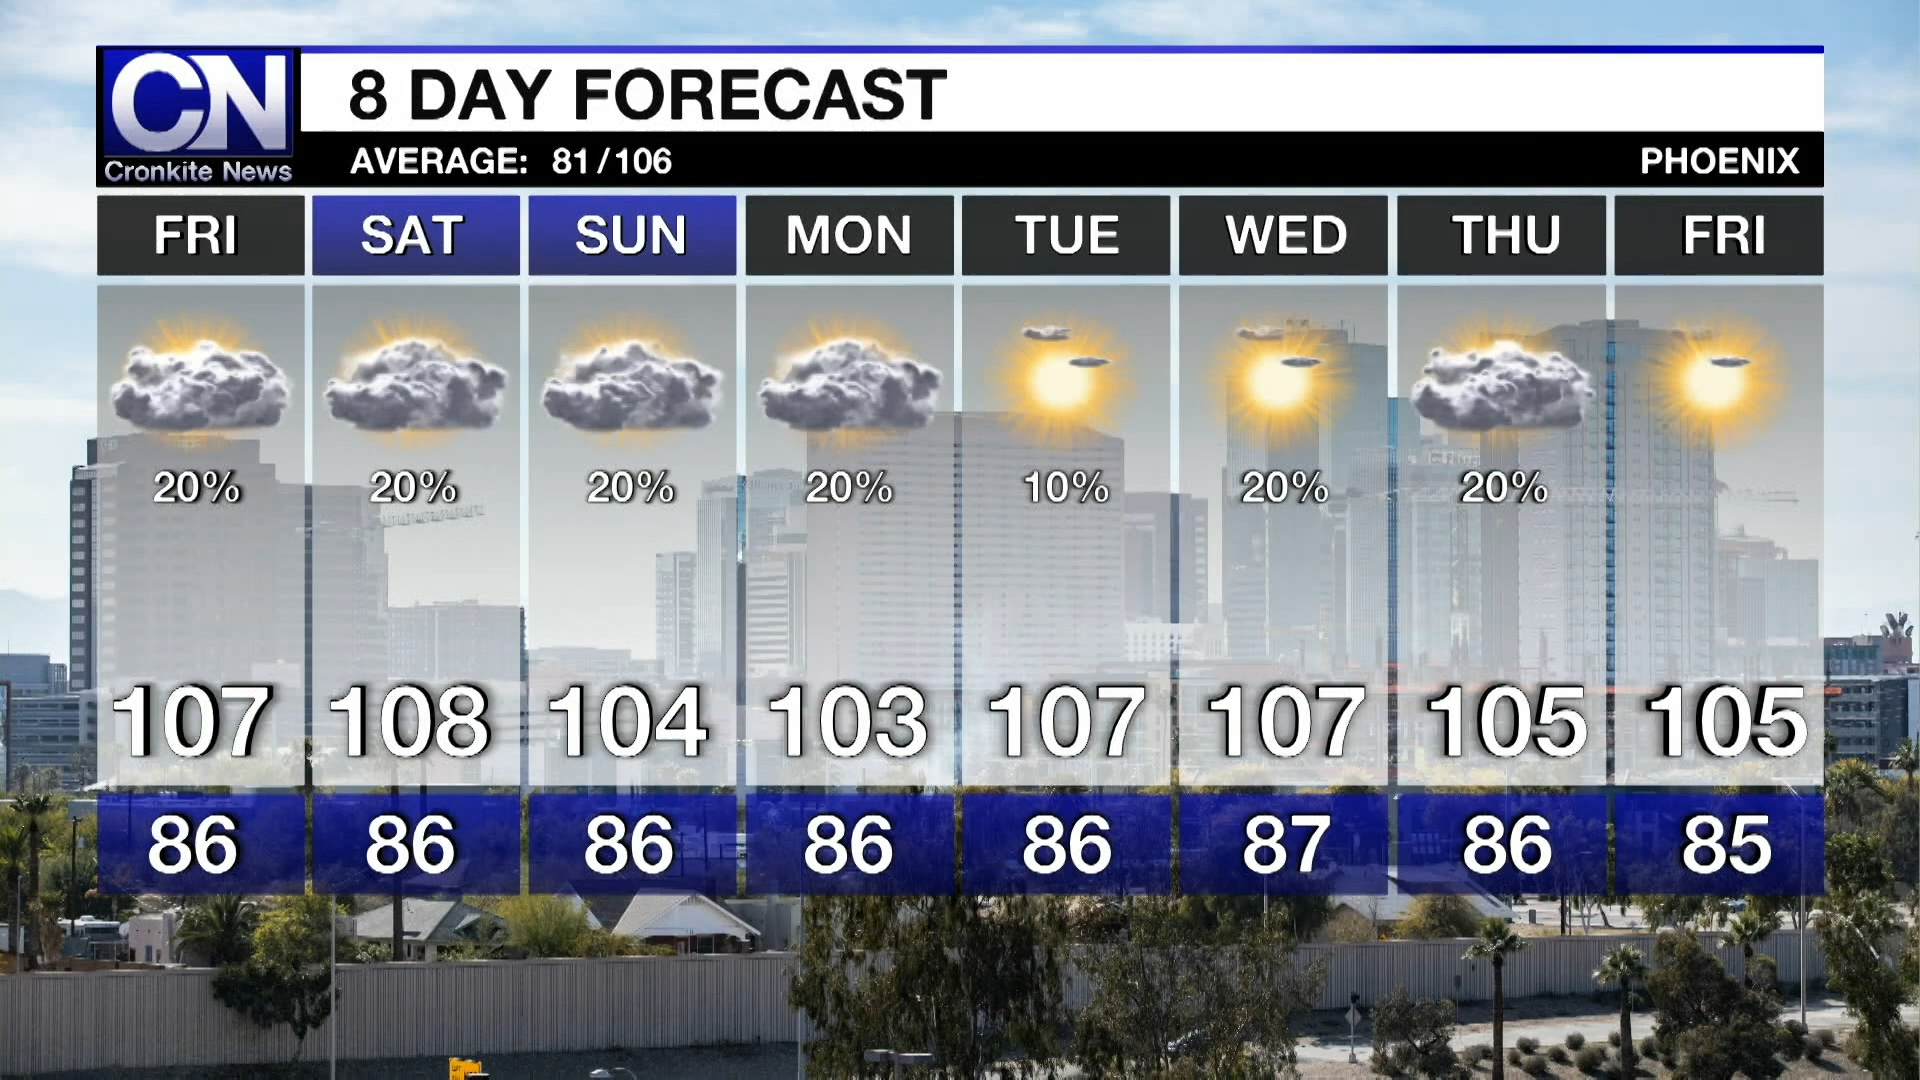 CN
Cronkite News
8 DAY FORECAST
AVERAGE: 81/106
PHOENIX
FRI SAT SUN MON TUE WED THU FRI
20% 20% 20% 20% 10% 20% 20%
107 108 104 103 107 107 105 105
86 86 86 86 86 87 86 85